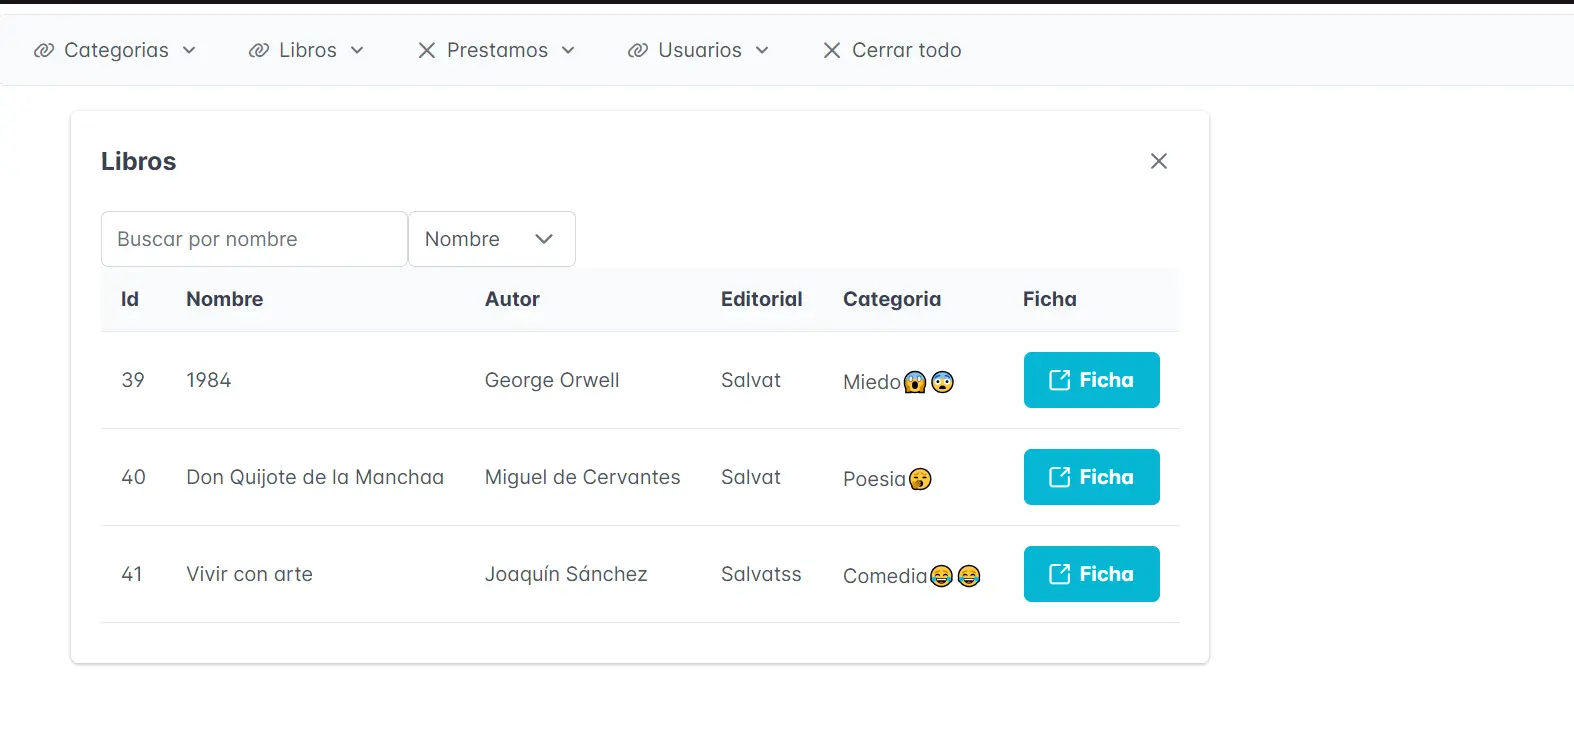 Categorias Libros Prestamos Usuarios Cerrar todo
Libros
Buscar por nombre Nombre
Id Nombre Autor Editorial Categoria Ficha
39 1984 George Orwell Salvat Miedo😱😨 Ficha
40 Don Quijote de la Manchaa Miguel de Cervantes Salvat Poesia🥱 Ficha
41 Vivir con arte Joaquín Sánchez Salvatss Comedia😂😂 Ficha